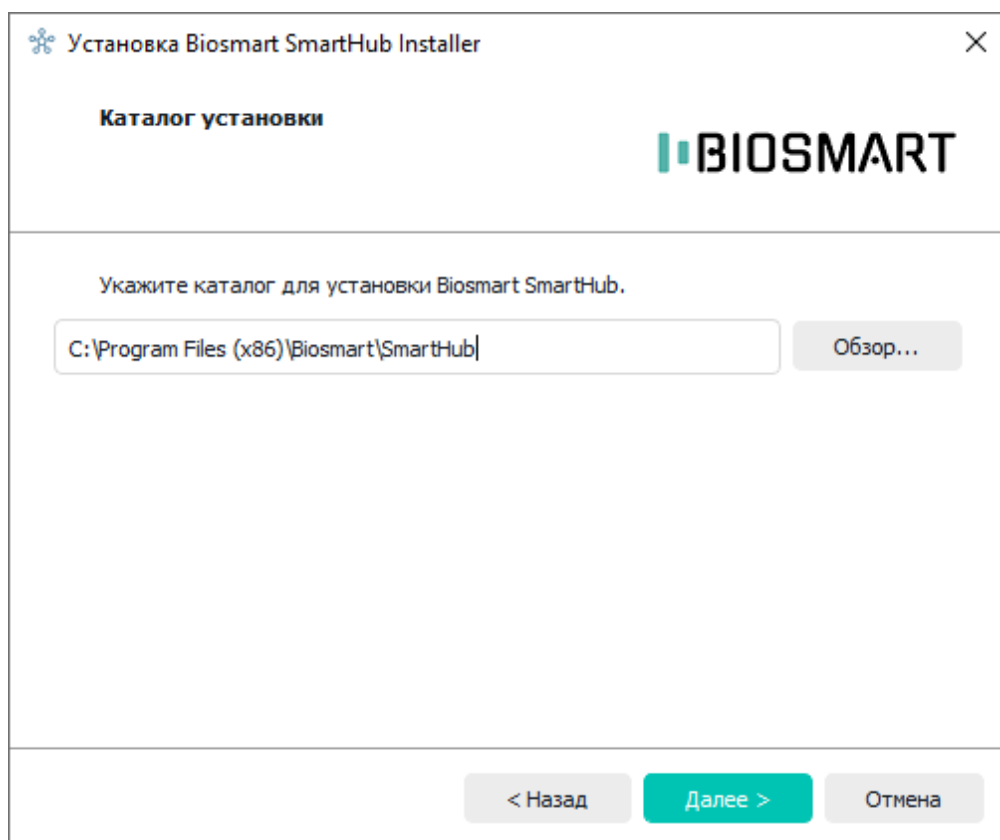 Установка Biosmart SmartHub Installer
Каталог установки
BIOSMART
Укажите каталог для установки Biosmart SmartHub.
C:\Program Files (x86)\Biosmart\SmartHub
Обзор...
< Назад
Далее >
Отмена